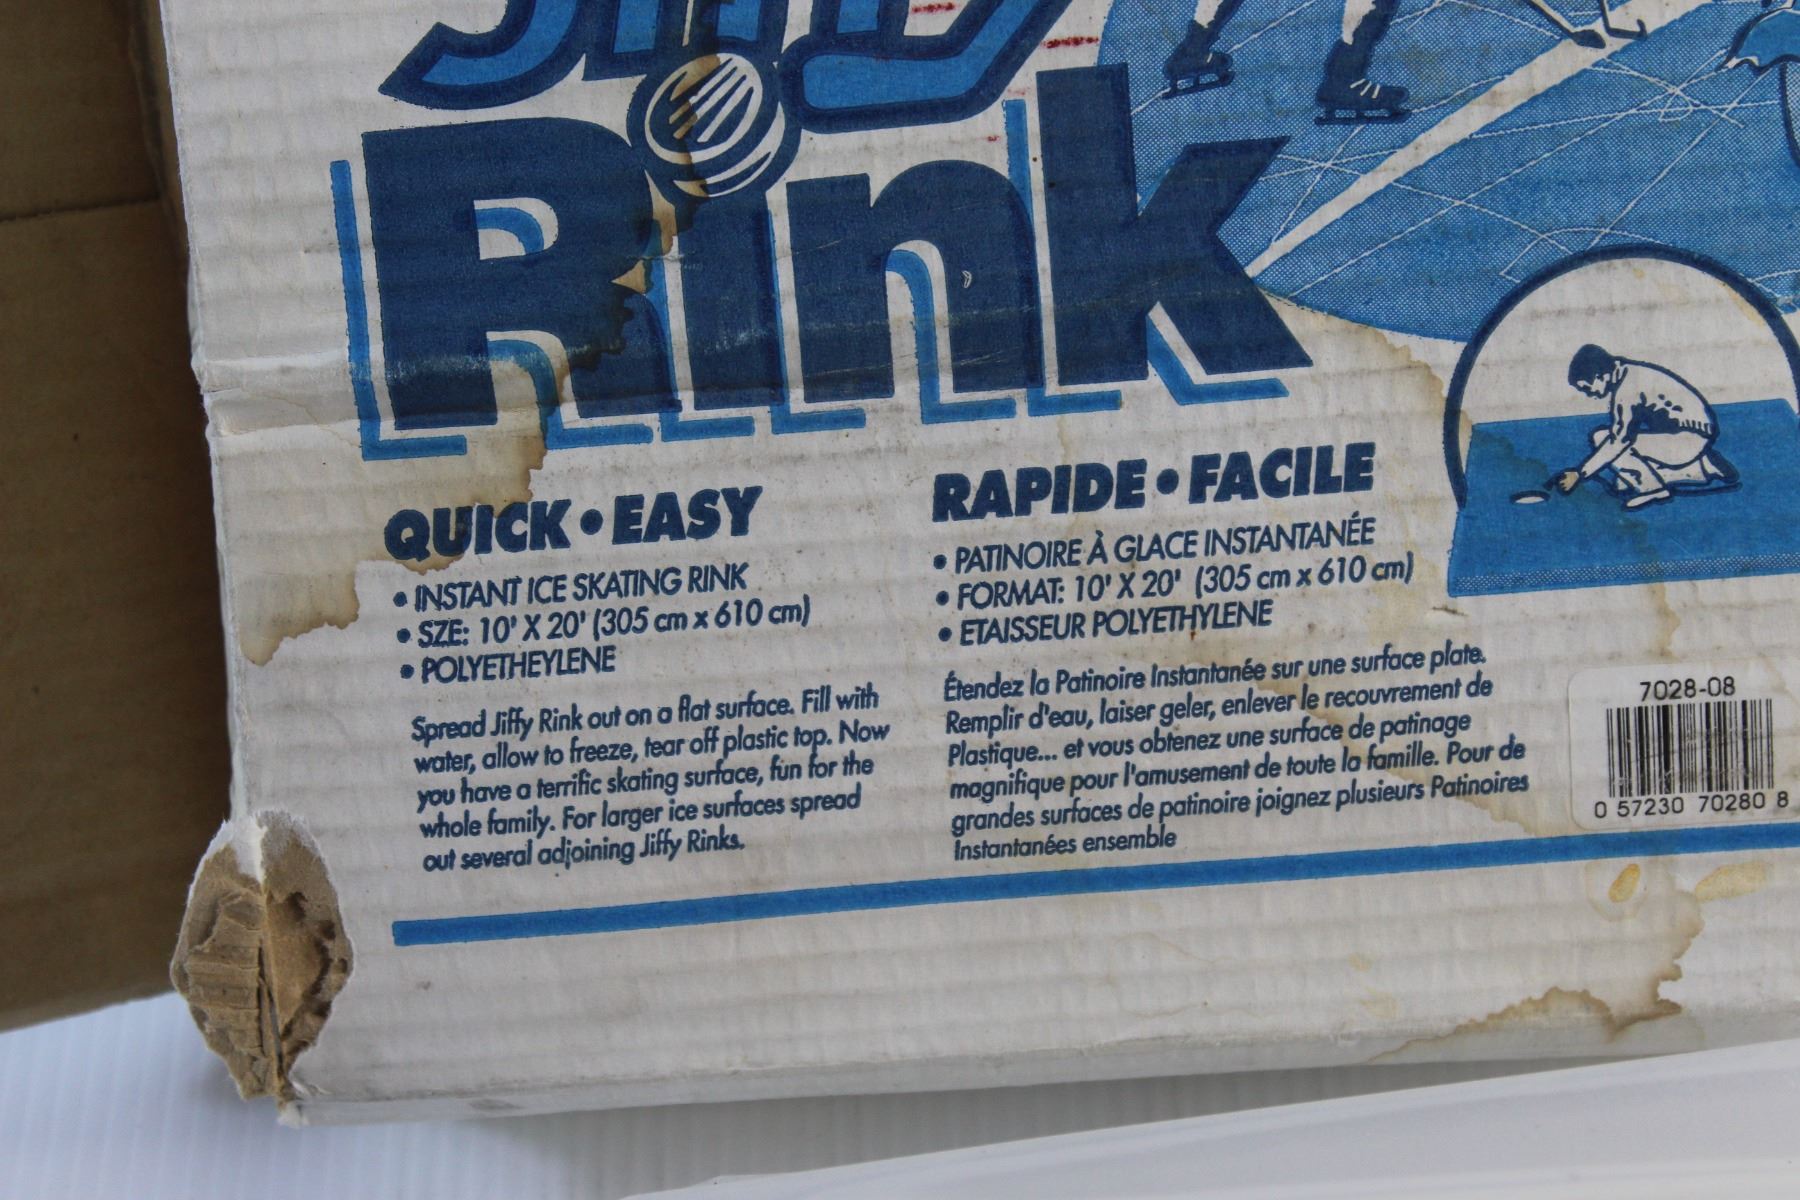 Jiffy
Rink
QUICK • EASY
• INSTANT ICE SKATING RINK
• SZE: 10' X 20' (305 cm x 610 cm)
• POLYETHEYLENE
Spread Jiffy Rink out on a flat surface. Fill with
water, allow to freeze, tear off plastic top. Now
you have a terrific skating surface, fun for the
whole family. For larger ice surfaces spread
out several adjoining Jiffy Rinks.
RAPIDE • FACILE
• PATINOIRE À GLACE INSTANTANÉE
• FORMAT: 10' X 20' (305 cm x 610 cm)
• ETAISSEUR POLYETHYLENE
Étendez la Patinoire Instantanée sur une surface plate.
Remplir d'eau, laiser geler, enlever le recouvrement de
Plastique... et vous obtenez une surface de patinage
magnifique pour l'amusement de toute la famille. Pour de
grandes surfaces de patinoire joignez plusieurs Patinoires
Instantanées ensemble
7028-08
0 57230 70280 8